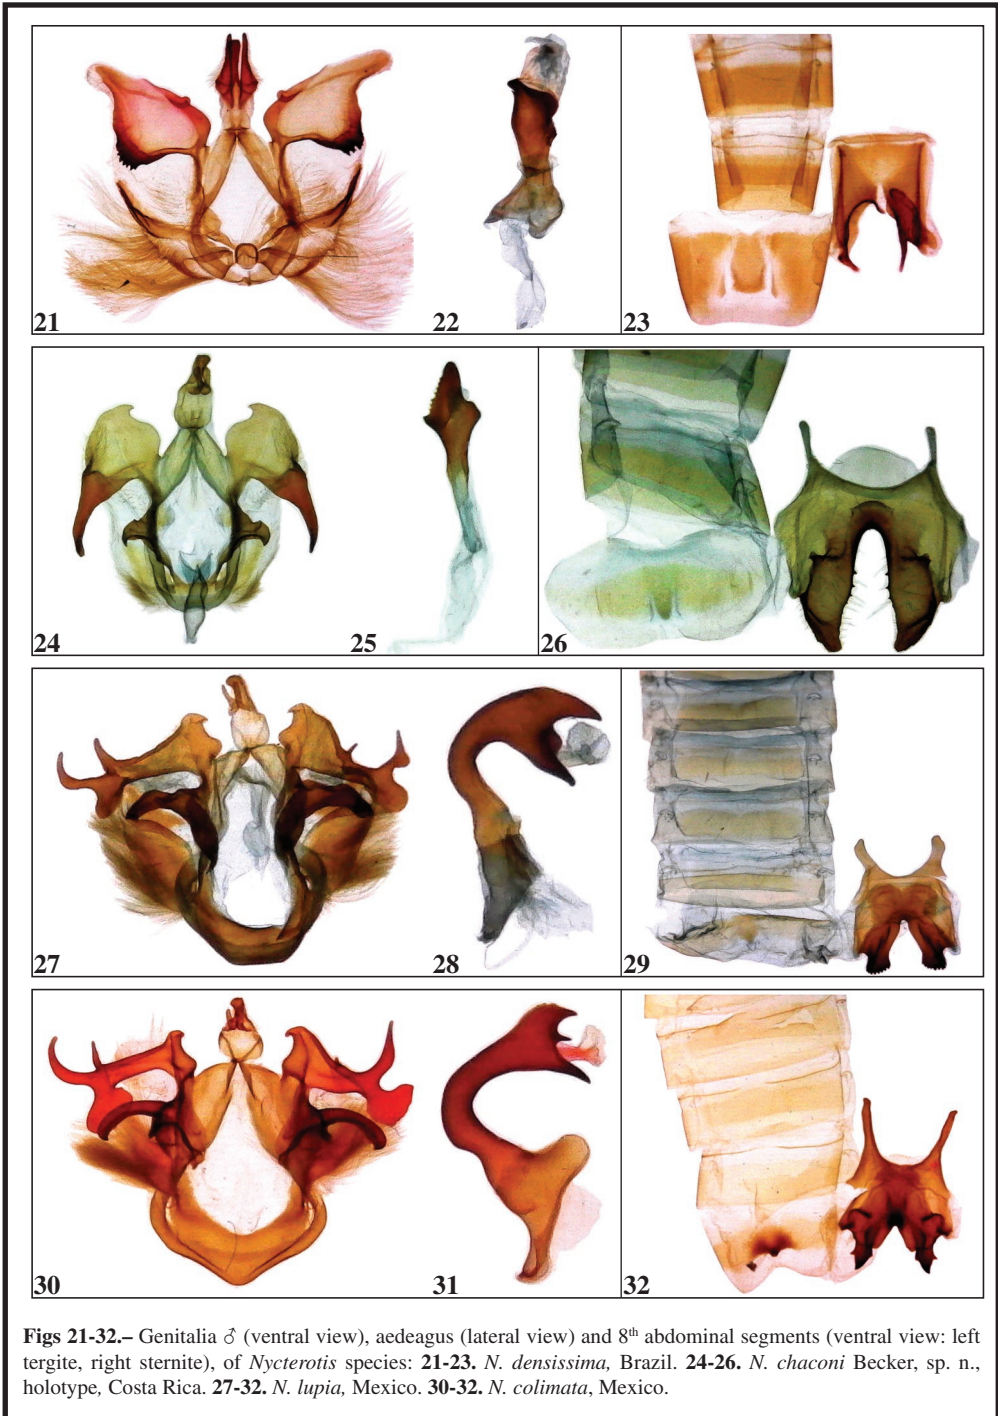 21 22 23
24 25 26
27 28 29
30 31 32
Figs 21-32.– Genitalia ♂ (ventral view), aedeagus (lateral view) and 8th abdominal segments (ventral view: left
tergite, right sternite), of Nycterotis species: 21-23. N. densissima, Brazil. 24-26. N. chaconi Becker, sp. n.,
holotype, Costa Rica. 27-32. N. lupia, Mexico. 30-32. N. colimata, Mexico.